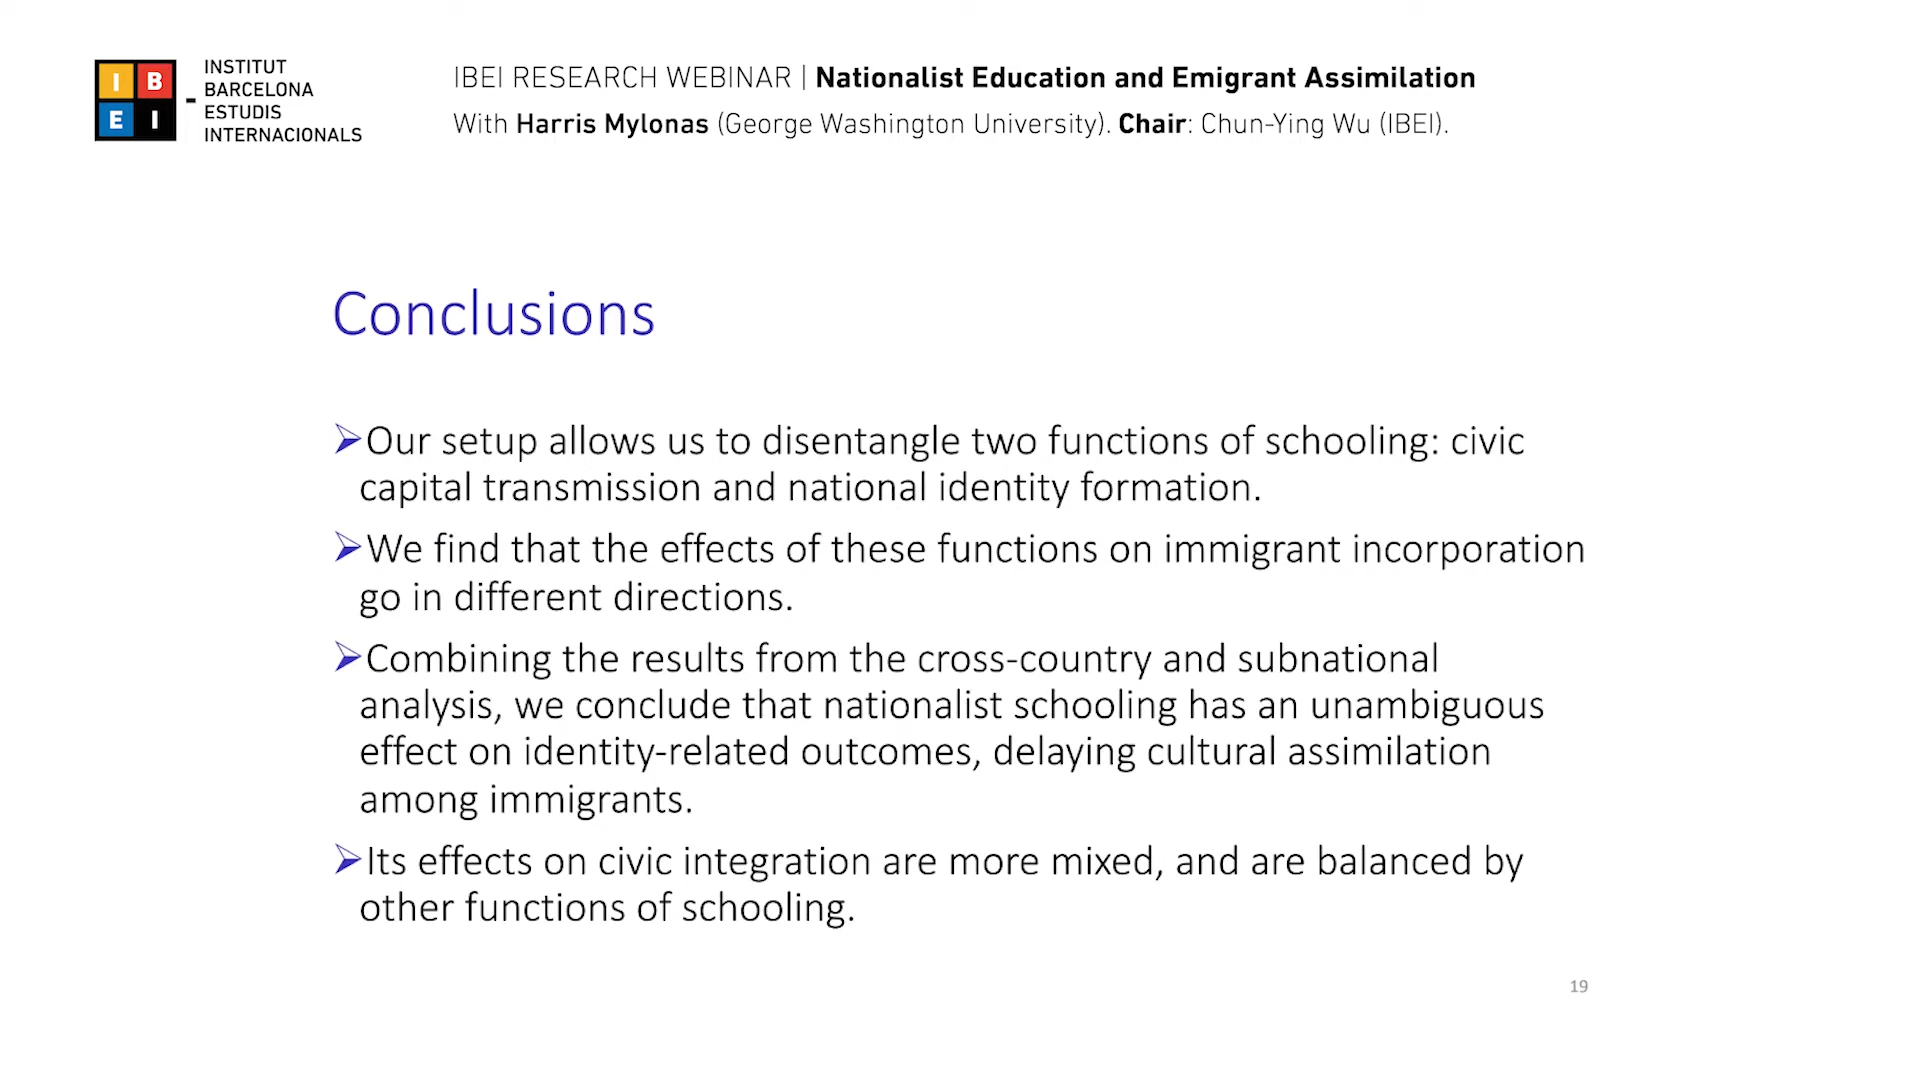 I B
E I
INSTITUT
BARCELONA
ESTUDIS
INTERNACIONALS
IBEI RESEARCH WEBINAR | Nationalist Education and Emigrant Assimilation
With Harris Mylonas (George Washington University). Chair: Chun-Ying Wu (IBEI).
Conclusions
Our setup allows us to disentangle two functions of schooling: civic
capital transmission and national identity formation.
We find that the effects of these functions on immigrant incorporation
go in different directions.
Combining the results from the cross-country and subnational
analysis, we conclude that nationalist schooling has an unambiguous
effect on identity-related outcomes, delaying cultural assimilation
among immigrants.
Its effects on civic integration are more mixed, and are balanced by
other functions of schooling.
19